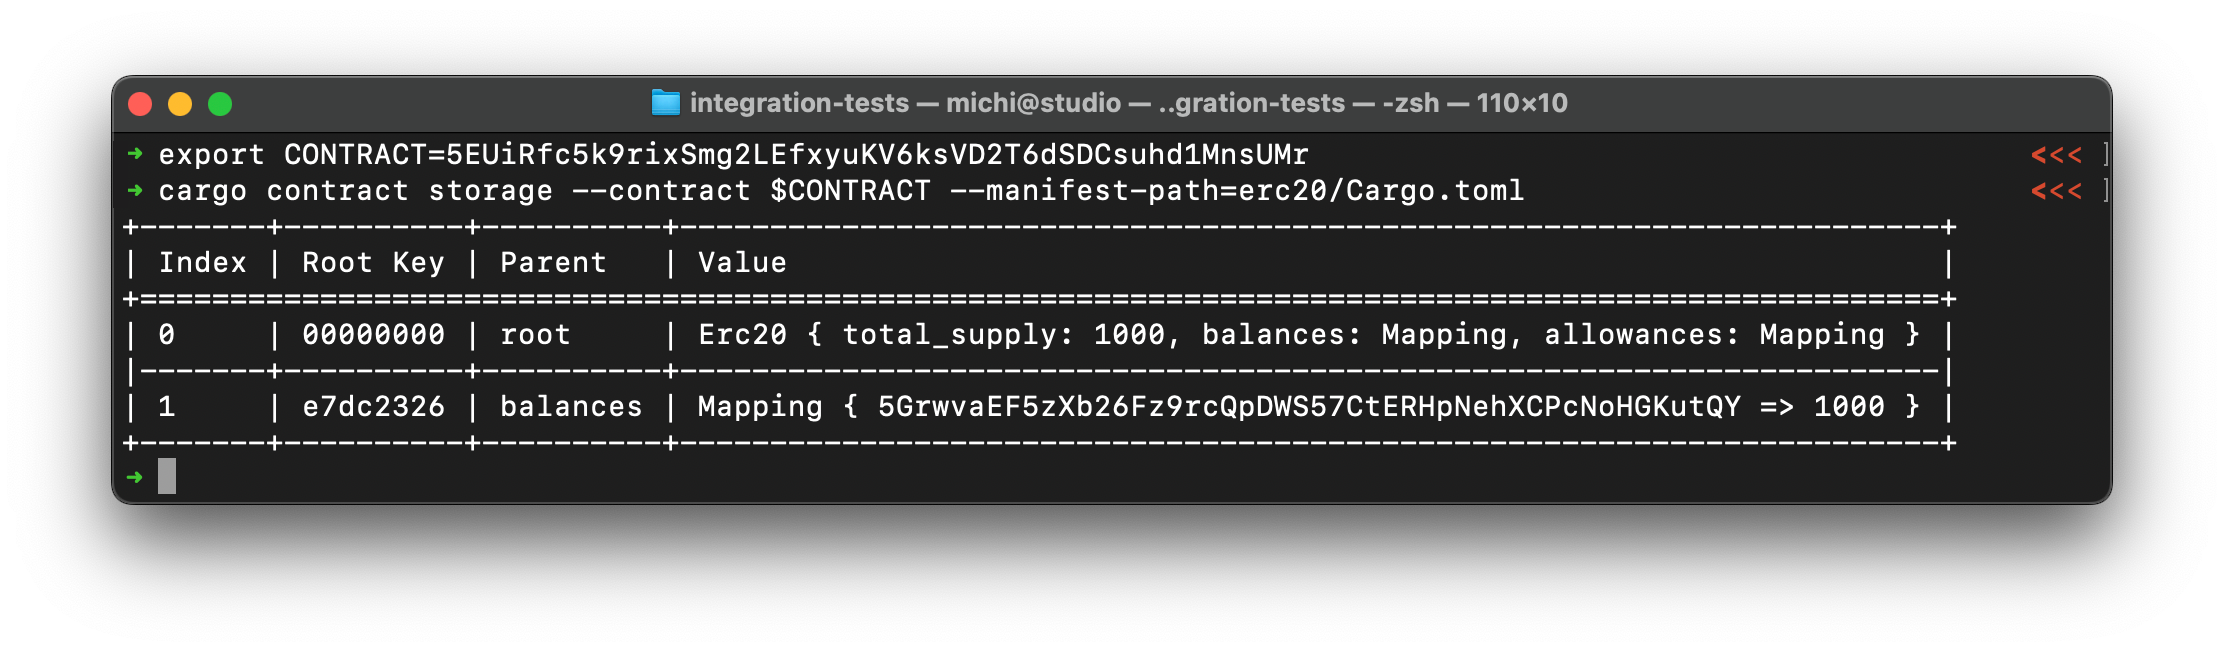 integration-tests — michi@studio — ..gration-tests — -zsh — 110×10
➜ export CONTRACT=5EUiRfc5k9rixSmg2LEfxyuKV6ksVD2T6dSDCsuhd1MnsUMr <<< ]
➜ cargo contract storage --contract $CONTRACT --manifest-path=erc20/Cargo.toml <<< ]
+-------+----------+----------+----------------------------------------------------------------------+
| Index | Root Key | Parent   | Value                                                                |
+====================================================================================================+
| 0     | 00000000 | root     | Erc20 { total_supply: 1000, balances: Mapping, allowances: Mapping } |
|-------+----------+----------+----------------------------------------------------------------------|
| 1     | e7dc2326 | balances | Mapping { 5GrwvaEF5zXb26Fz9rcQpDWS57CtERHpNehXCPcNoHGKutQY => 1000 } |
+-------+----------+----------+----------------------------------------------------------------------+
➜